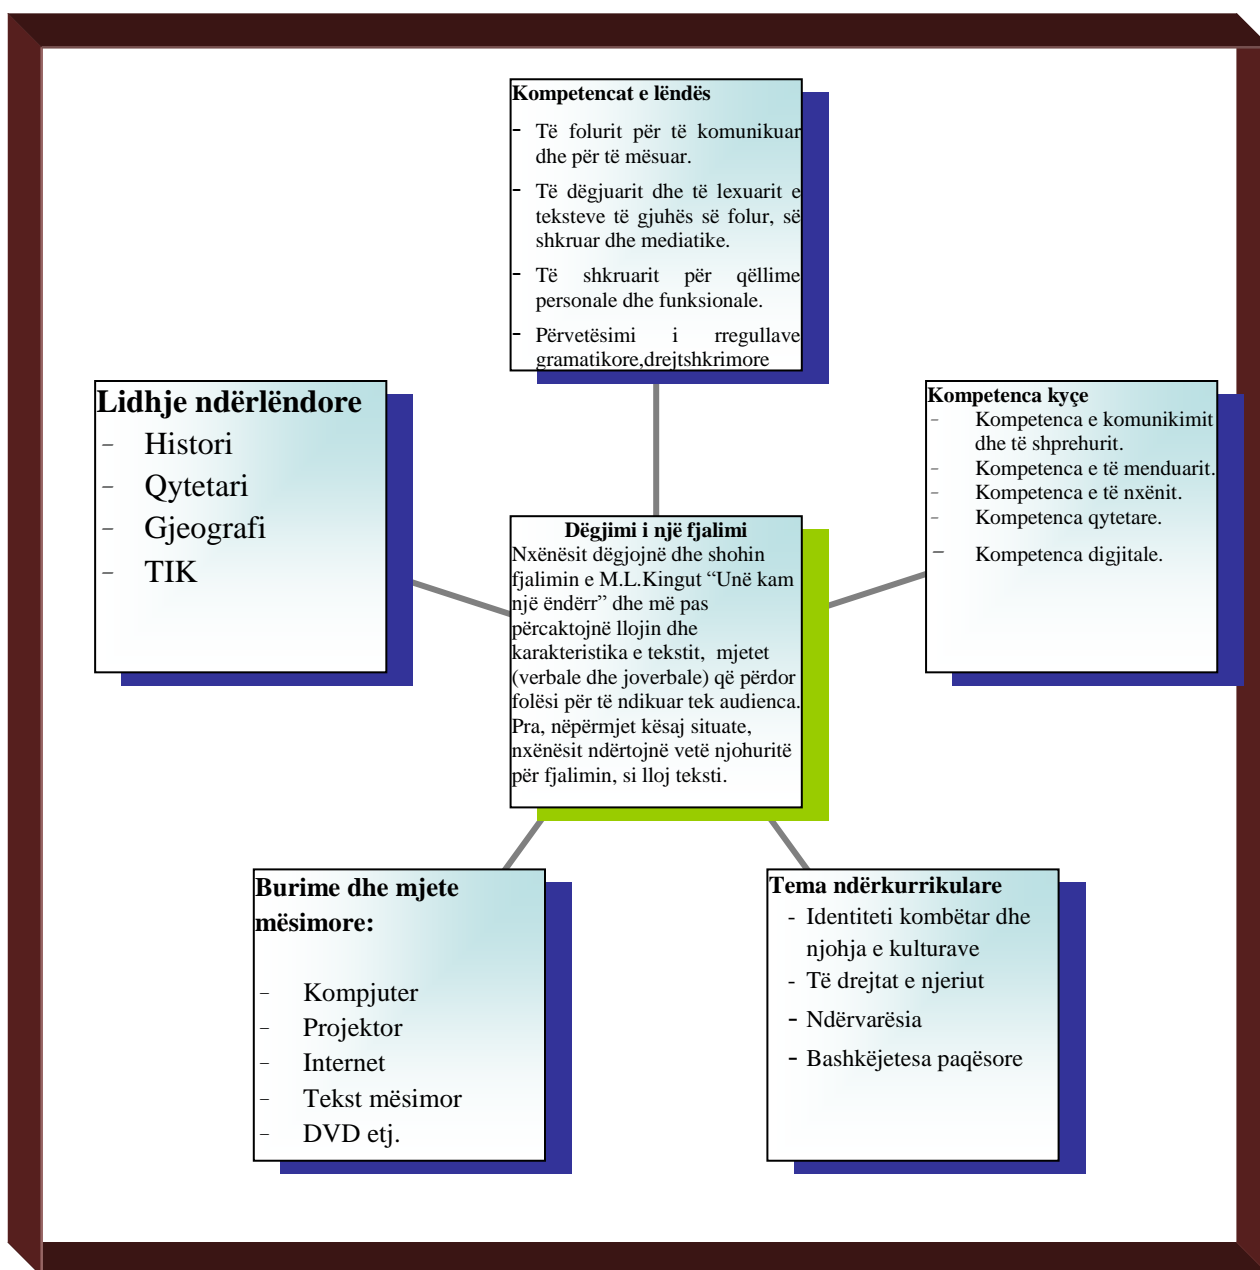 Kompetencat e lëndës
- Të folurit për të komunikuar
dhe për të mësuar.
- Të dëgjuarit dhe të lexuarit e
teksteve të gjuhës së folur, së
shkruar dhe mediatike.
- Të shkruarit për qëllime
personale dhe funksionale.
- Përvetësimi i rregullave
gramatikore,drejtshkrimore
Lidhje ndërlëndore
- Histori
- Qytetari
- Gjeografi
- TIK
Kompetenca kyçe
- Kompetenca e komunikimit
dhe të shprehurit.
- Kompetenca e të menduarit.
- Kompetenca e të nxënit.
- Kompetenca qytetare.
- Kompetenca digjitale.
Dëgjimi i një fjalimi
Nxënësit dëgjojnë dhe shohin
fjalimin e M.L.Kingut “Unë kam
një ëndërr” dhe më pas
përcaktojnë llojin dhe
karakteristika e tekstit, mjetet
(verbale dhe joverbale) që përdor
folësi për të ndikuar tek audienca.
Pra, nëpërmjet kësaj situate,
nxënësit ndërtojnë vetë njohuritë
për fjalimin, si lloj teksti.
Burime dhe mjete
mësimore:
- Kompjuter
- Projektor
- Internet
- Tekst mësimor
- DVD etj.
Tema ndërkurrikulare
- Identiteti kombëtar dhe
njohja e kulturave
- Të drejtat e njeriut
- Ndërvarësia
- Bashkëjetesa paqësore